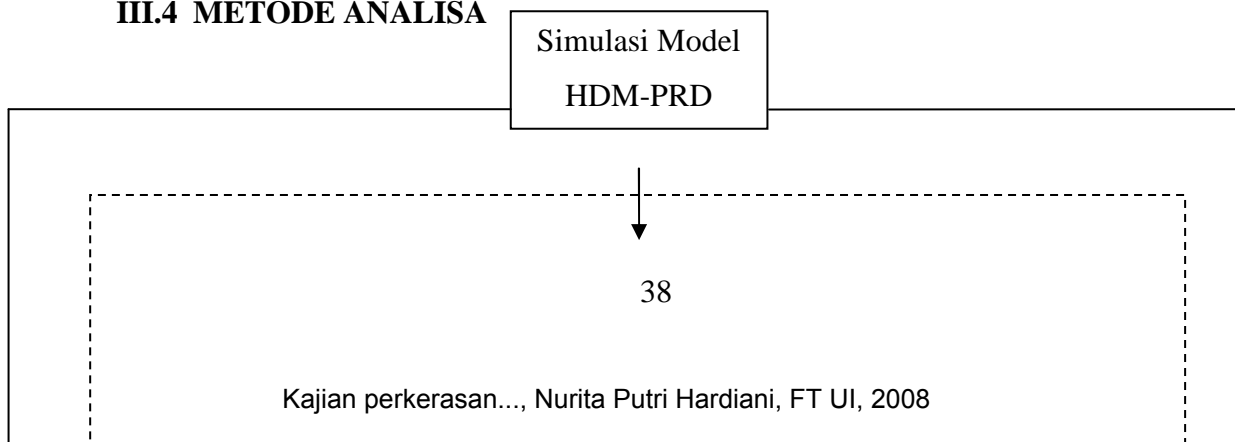 III.4 METODE ANALISA
Simulasi Model
HDM-PRD
38
Kajian perkerasan..., Nurita Putri Hardiani, FT UI, 2008